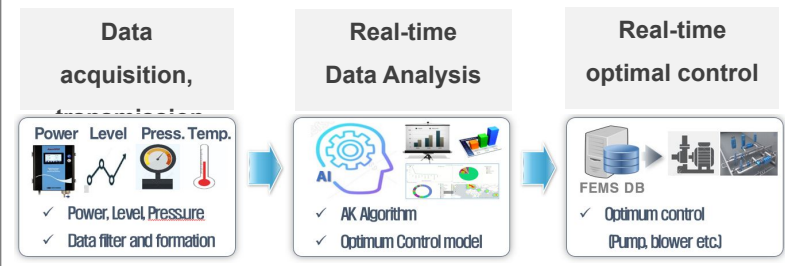 Data
acquisition,
transmission
Real-time
Data Analysis
Real-time
optimal control
Power Level Press. Temp.
✓ Power, Level, Pressure
✓ Data filter and formation
AI
✓ AK Algorithm
✓ Optimum Control model
FEMS DB
✓ Optimum control
(Pump, blower etc.)